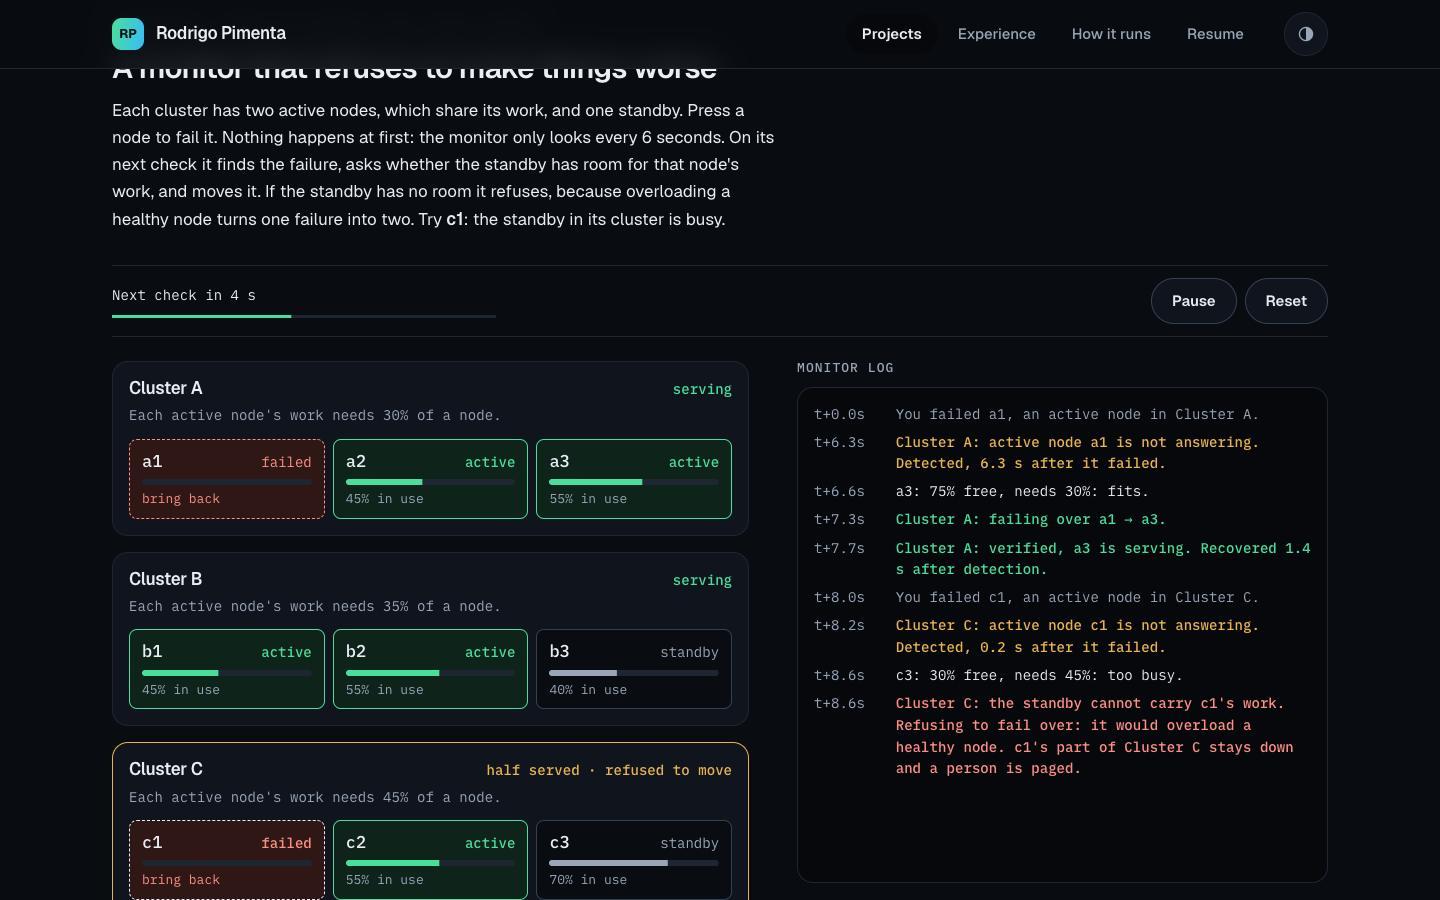 RP
Rodrigo Pimenta
Projects
Experience
How it runs
Resume
A monitor that refuses to make things worse
Each cluster has two active nodes, which share its work, and one standby. Press a
node to fail it. Nothing happens at first: the monitor only looks every 6 seconds. On its
next check it finds the failure, asks whether the standby has room for that node's
work, and moves it. If the standby has no room it refuses, because overloading a
healthy node turns one failure into two. Try c1: the standby in its cluster is busy.
Next check in 4 s
Pause
Reset
Cluster A
serving
Each active node's work needs 30% of a node.
a1
failed
bring back
a2
active
45% in use
a3
active
55% in use
Cluster B
serving
Each active node's work needs 35% of a node.
b1
active
45% in use
b2
active
55% in use
b3
standby
40% in use
Cluster C
half served · refused to move
Each active node's work needs 45% of a node.
c1
failed
bring back
c2
active
55% in use
c3
standby
70% in use
MONITOR LOG
t+0.0s You failed a1, an active node in Cluster A.
t+6.3s Cluster A: active node a1 is not answering.
Detected, 6.3 s after it failed.
t+6.6s a3: 75% free, needs 30%: fits.
t+7.3s Cluster A: failing over a1 → a3.
t+7.7s Cluster A: verified, a3 is serving. Recovered 1.4
s after detection.
t+8.0s You failed c1, an active node in Cluster C.
t+8.2s Cluster C: active node c1 is not answering.
Detected, 0.2 s after it failed.
t+8.6s c3: 30% free, needs 45%: too busy.
t+8.6s Cluster C: the standby cannot carry c1's work.
Refusing to fail over: it would overload a
healthy node. c1's part of Cluster C stays down
and a person is paged.